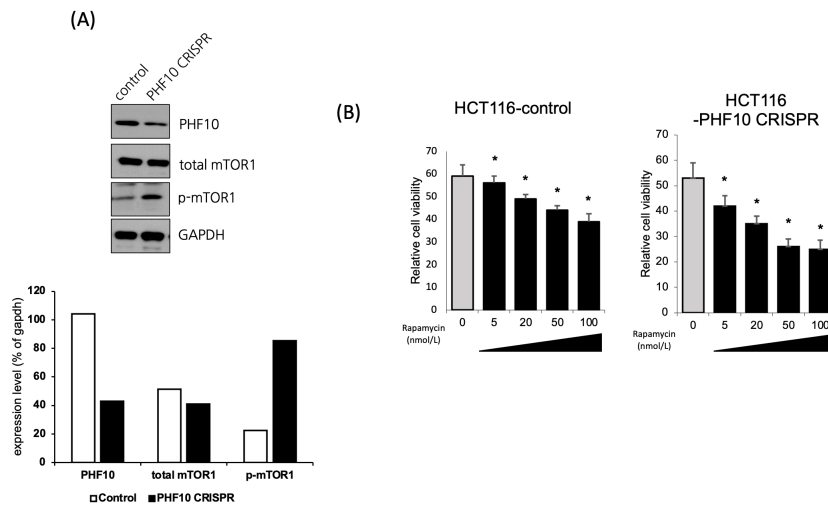 (A)
control
PHF10 CRISPR
PHF10
total mTOR1
p-mTOR1
GAPDH
expression level (% of gapdh)
120
100
80
60
40
20
0
PHF10
total mTOR1
p-mTOR1
Control
PHF10 CRISPR
(B)
HCT116-control
Relative cell viability
70
60
50
40
30
20
10
0
* * * *
Rapamycin
(nmol/L)
0 5 20 50 100
HCT116
-PHF10 CRISPR
Relative cell viability
70
60
50
40
30
20
10
0
* * * *
Rapamycin
(nmol/L)
0 5 20 50 100